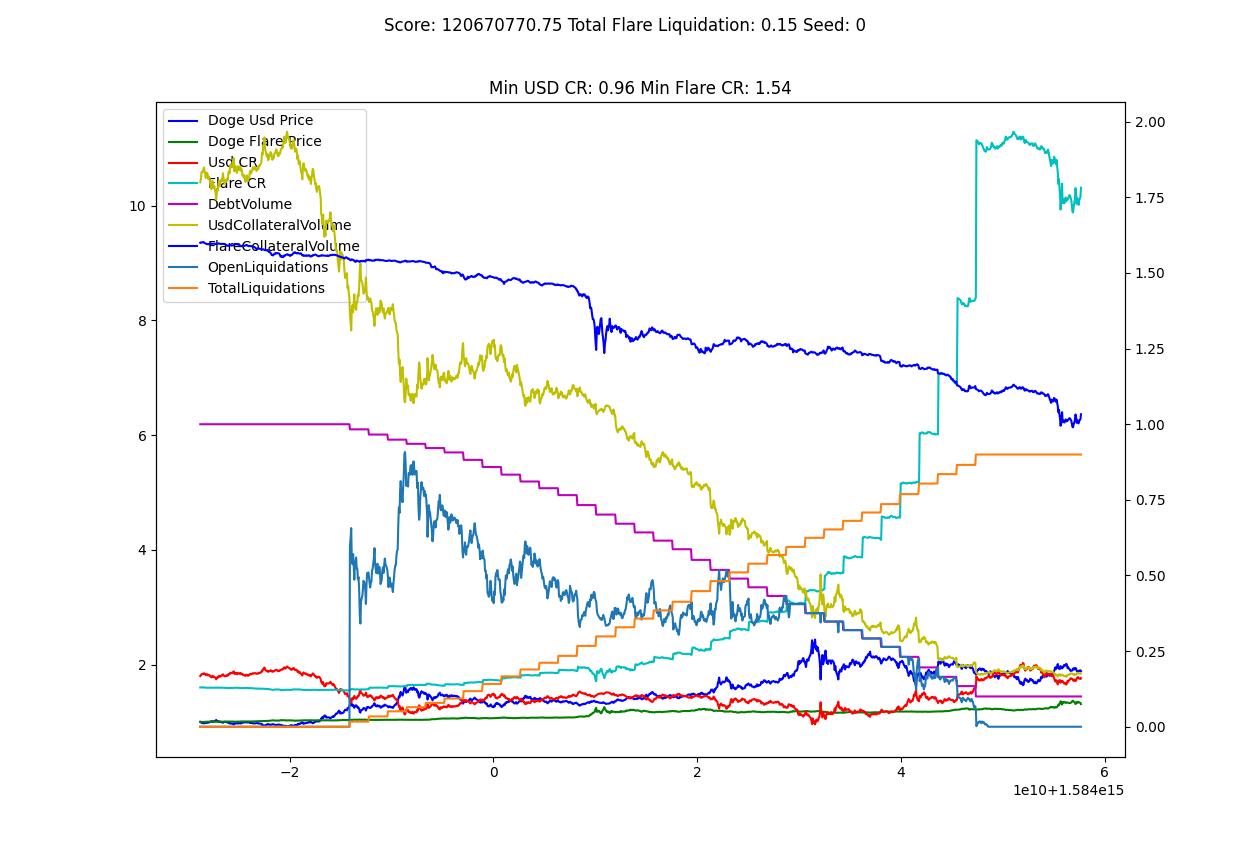 Score: 120670770.75 Total Flare Liquidation: 0.15 Seed: 0
Min USD CR: 0.96 Min Flare CR: 1.54
Doge Usd Price
Doge Flare Price
Usd CR
Flare CR
DebtVolume
UsdCollateralVolume
FlareCollateralVolume
OpenLiquidations
TotalLiquidations
10
8
6
4
2
2.00
1.75
1.50
1.25
1.00
0.75
0.50
0.25
0.00
−2
0
2
4
6
1e10+1.584e15